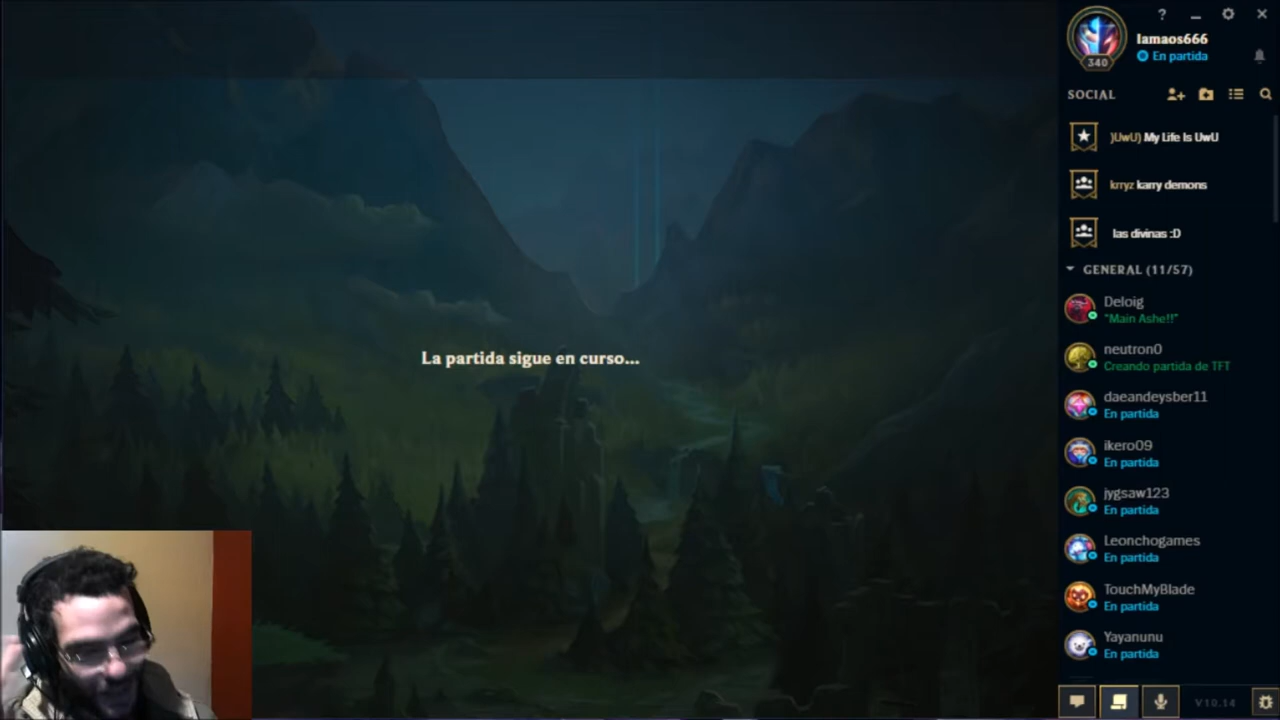 lamaos666
340
En partida
SOCIAL
)UwU) My Life Is UwU
krryz karry demons
las divinas :D
GENERAL (11/57)
Deloig
"Main Ashe!!"
neutron0
Creando partida de TFT
La partida sigue en curso...
daeandeysber11
En partida
ikero09
En partida
jygsaw123
En partida
Leonchogames
En partida
TouchMyBlade
En partida
Yayanunu
En partida
V10.14